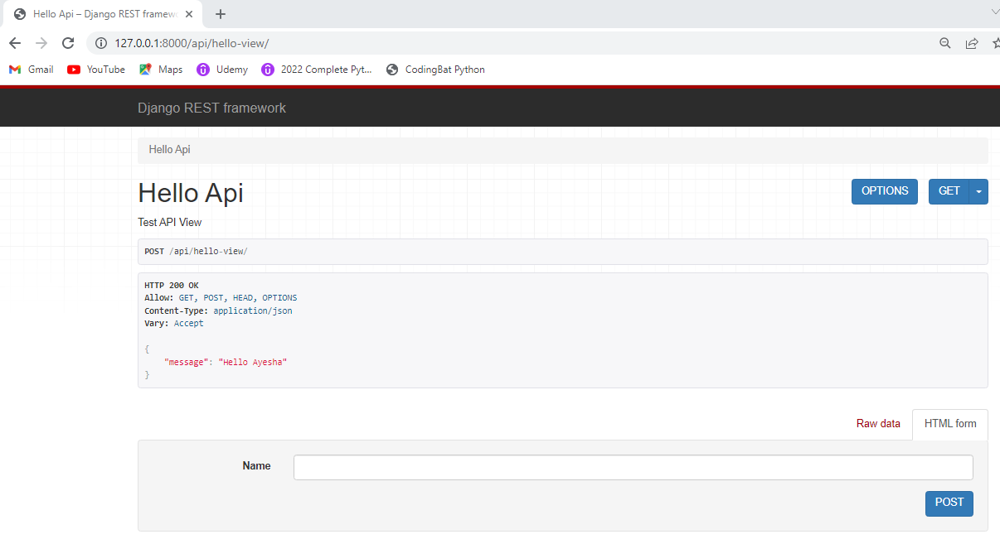 Hello Api – Django REST framew
127.0.0.1:8000/api/hello-view/
Gmail YouTube Maps Udemy 2022 Complete Pyt... CodingBat Python
Django REST framework
Hello Api
Hello Api OPTIONS GET
Test API View
POST /api/hello-view/
HTTP 200 OK
Allow: GET, POST, HEAD, OPTIONS
Content-Type: application/json
Vary: Accept
{
"message": "Hello Ayesha"
}
Raw data HTML form
Name
POST